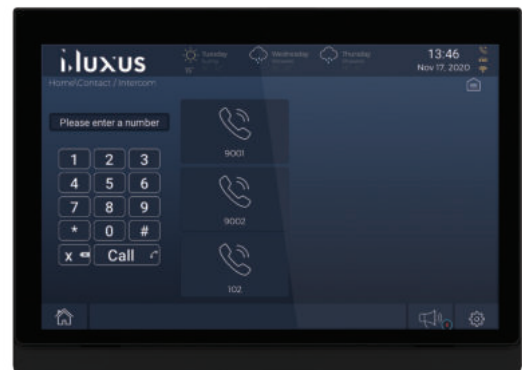 i.luxus
Tuesday
Wednesday
Thursday
13:46
Nov 17, 2020
Home\Contact / Intercom
Please enter a number
1 2 3
4 5 6
7 8 9
* 0 #
x Call
9001
9002
102